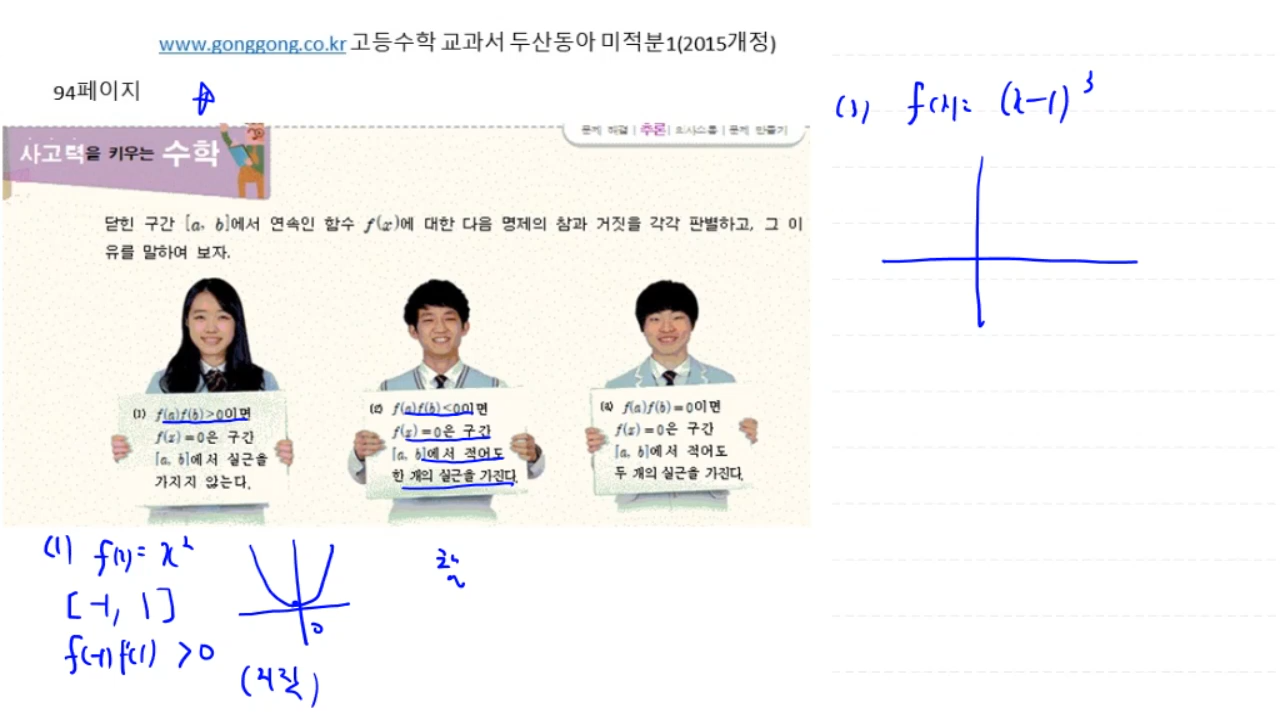 www.gonggong.co.kr 고등수학 교과서 두산동아 미적분1(2015개정)
94페이지
사고력을 키우는 수학
문제 해결 | 추론 | 의사소통 | 문제 만들기
닫힌 구간 [a, b]에서 연속인 함수 f(x)에 대한 다음 명제의 참과 거짓을 각각 판별하고, 그 이
유를 말하여 보자.
(1) f(a)f(b)>0이면
f(x)=0은 구간
[a, b]에서 실근을
가지지 않는다.
(2) f(a)f(b)<0이면
f(x)=0은 구간
[a, b]에서 적어도
한 개의 실근을 가진다.
(3) f(a)f(b)=0이면
f(x)=0은 구간
[a, b]에서 적어도
두 개의 실근을 가진다.
(1) f(x)= x²
[-1, 1]
f(-1)f(1) >0
0
(거짓)
참
(3) f(x)= (x-1)³